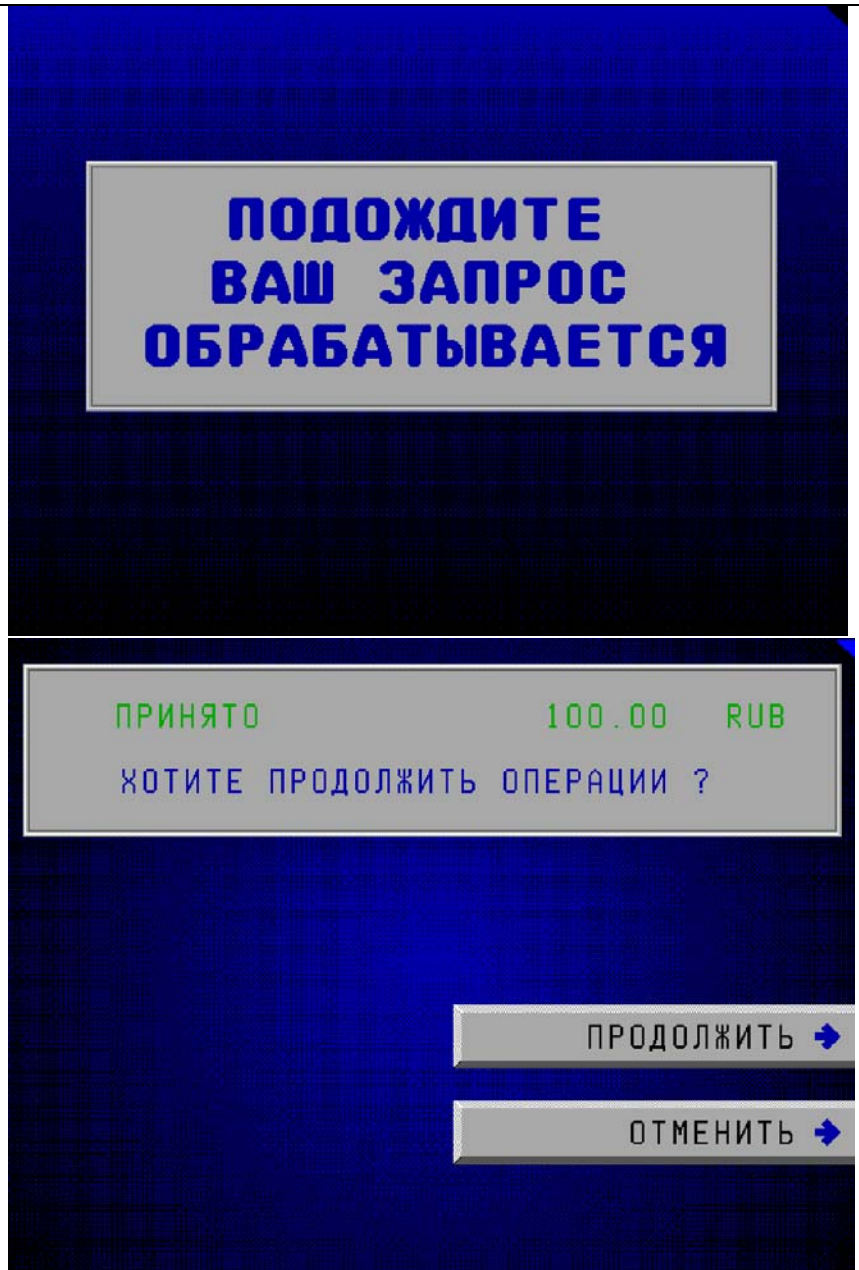 ПОДОЖДИТЕ
ВАШ ЗАПРОС
ОБРАБАТЫВАЕТСЯ
ПРИНЯТО 100.00 RUB
ХОТИТЕ ПРОДОЛЖИТЬ ОПЕРАЦИИ ?
ПРОДОЛЖИТЬ
ОТМЕНИТЬ